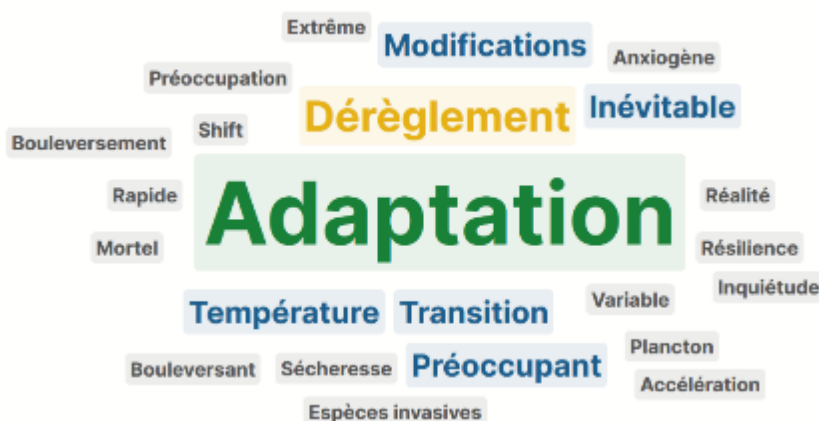 Extrême
Modifications
Anxiogène
Préoccupation
Dérèglement
Inévitable
Shift
Bouleversement
Rapide
Adaptation
Réalité
Mortel
Résilience
Inquiétude
Température
Transition
Variable
Bouleversant
Sécheresse
Préoccupant
Plancton
Accélération
Espèces invasives